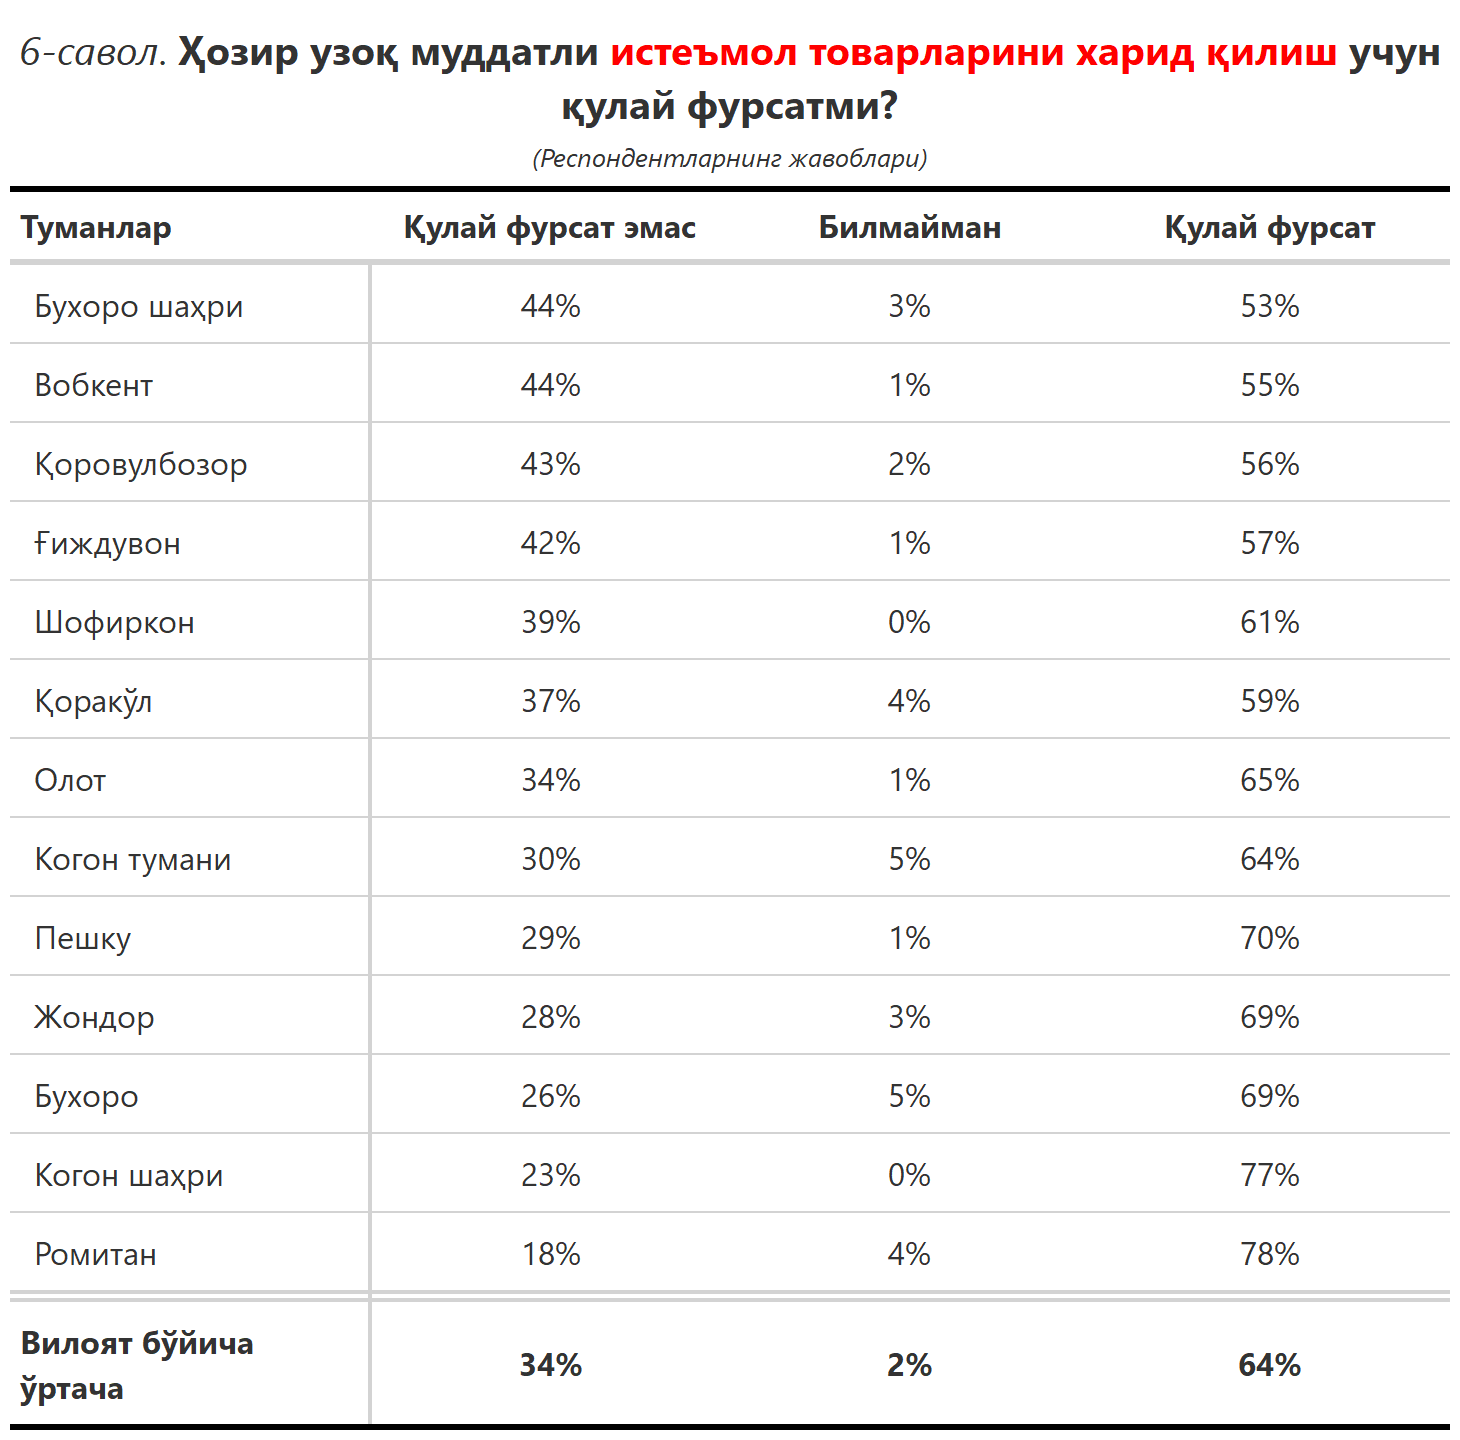 6-савол. Ҳозир узоқ муддатли истеъмол товарларини харид қилиш учун
қулай фурсатми?
(Респондентларнинг жавоблари)
Туманлар Қулай фурсат эмас Билмайман Қулай фурсат
Бухоро шаҳри 44% 3% 53%
Вобкент 44% 1% 55%
Қоровулбозор 43% 2% 56%
Ғиждувон 42% 1% 57%
Шофиркон 39% 0% 61%
Қоракўл 37% 4% 59%
Олот 34% 1% 65%
Когон тумани 30% 5% 64%
Пешку 29% 1% 70%
Жондор 28% 3% 69%
Бухоро 26% 5% 69%
Когон шаҳри 23% 0% 77%
Ромитан 18% 4% 78%
Вилоят бўйича
ўртача 34% 2% 64%